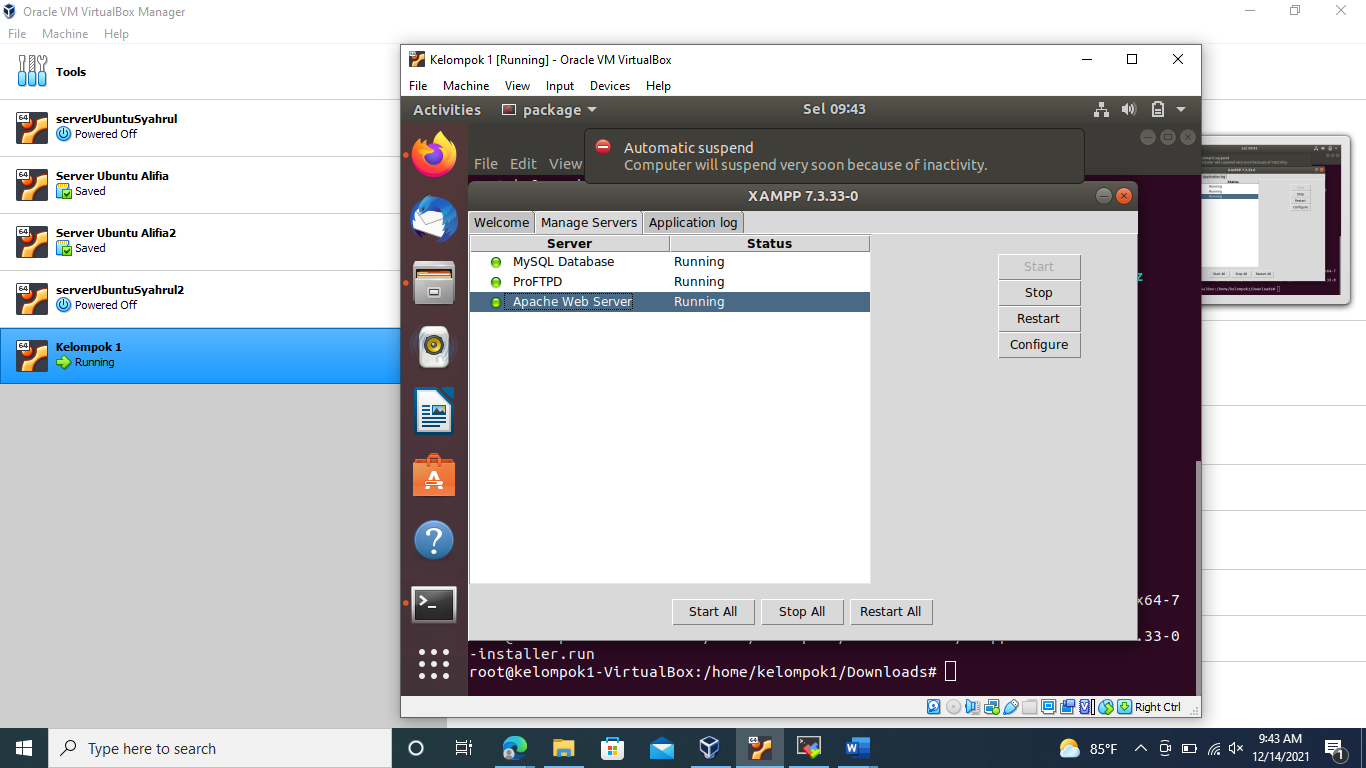 Oracle VM VirtualBox Manager
File Machine Help
Tools
serverUbuntuSyahrul
Powered Off
Server Ubuntu Alifia
Saved
Server Ubuntu Alifia2
Saved
serverUbuntuSyahrul2
Powered Off
Kelompok 1
Running
Kelompok 1 [Running] - Oracle VM VirtualBox
File Machine View Input Devices Help
Activities package Sel 09:43
File Edit View
Automatic suspend
Computer will suspend very soon because of inactivity.
XAMPP 7.3.33-0
Welcome Manage Servers Application log
Server Status
MySQL Database Running
ProFTPD Running
Apache Web Server Running
Start
Stop
Restart
Configure
Start All Stop All Restart All
z
x64-7
.33-0
-installer.run
root@kelompok1-VirtualBox:/home/kelompok1/Downloads#
Right Ctrl
Type here to search
85°F
9:43 AM
12/14/2021
1